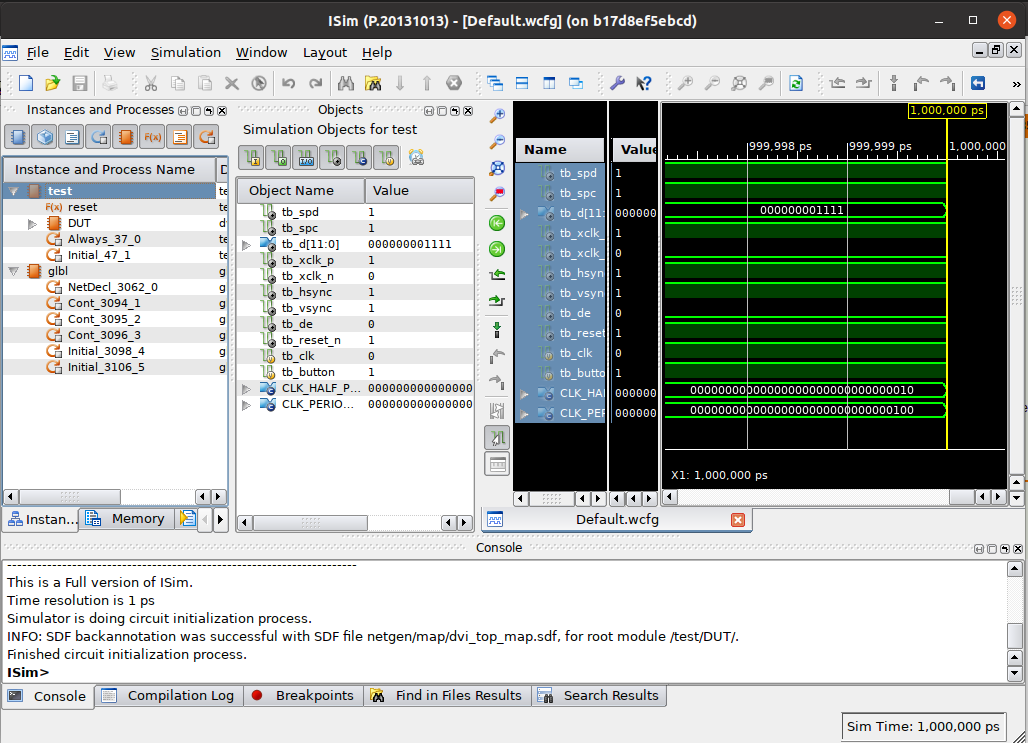 ISim (P.20131013) - [Default.wcfg] (on b17d8ef5ebcd)
File Edit View Simulation Window Layout Help
Instances and Processes
Instance and Process Name D
test te
F(x) reset te
DUT d
Always_37_0 te
Initial_47_1 te
glbl g
NetDecl_3062_0 g
Cont_3094_1 g
Cont_3095_2 g
Cont_3096_3 g
Initial_3098_4 g
Initial_3106_5 g
Instan... Memory
Objects
Simulation Objects for test
Object Name Value
tb_spd 1
tb_spc 1
tb_d[11:0] 000000001111
tb_xclk_p 1
tb_xclk_n 0
tb_hsync 1
tb_vsync 1
tb_de 0
tb_reset_n 1
tb_clk 0
tb_button 1
CLK_HALF_P... 000000000000000
CLK_PERIO... 000000000000000
Name Value
tb_spd 1
tb_spc 1
tb_d[11: 000000
tb_xclk_ 1
tb_xclk_ 0
tb_hsync 1
tb_vsync 1
tb_de 0
tb_reset 1
tb_clk 0
tb_butto 1
CLK_HAI 000000
CLK_PEF 000000
1,000,000 ps
999,998 ps 999,999 ps 1,000,000
000000001111
00000000000000000000000000000010
00000000000000000000000000000100
X1: 1,000,000 ps
Default.wcfg
Console
This is a Full version of ISim.
Time resolution is 1 ps
Simulator is doing circuit initialization process.
INFO: SDF backannotation was successful with SDF file netgen/map/dvi_top_map.sdf, for root module /test/DUT/.
Finished circuit initialization process.
ISim>
Console Compilation Log Breakpoints Find in Files Results Search Results
Sim Time: 1,000,000 ps